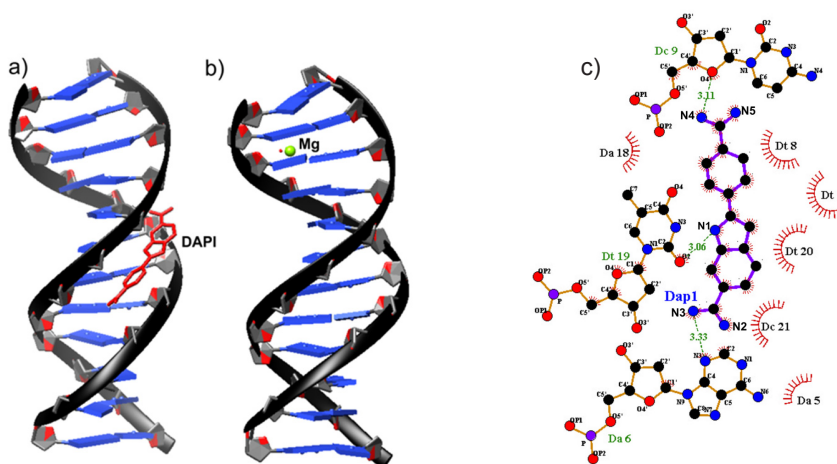 a)
b)
c)
Mg
DAPI
O3'
C3'
C2'
Dc 9
C4'
C1'
O4'
C5'
O5'
OP1
P
OP2
O2
C2
N3
N1
C4
N4
C6
C5
3.11
N4
N5
Da 18
Dt 8
Dt
C7
O4
C4
C5
N3
C6
C2
N1
O2
N1
3.06
Dt 20
Dt 19
C1'
O4'
C4'
C2'
C3'
O3'
OP2
O5'
P
OP1
C5'
Dap1
N3
N2
Dc 21
3.33
O3'
C3'
C2'
C4'
C1'
O4'
C5'
O5'
OP1
P
OP2
Da 6
N3
C2
N1
C4
C6
N6
C5
N9
C8
N7
Da 5